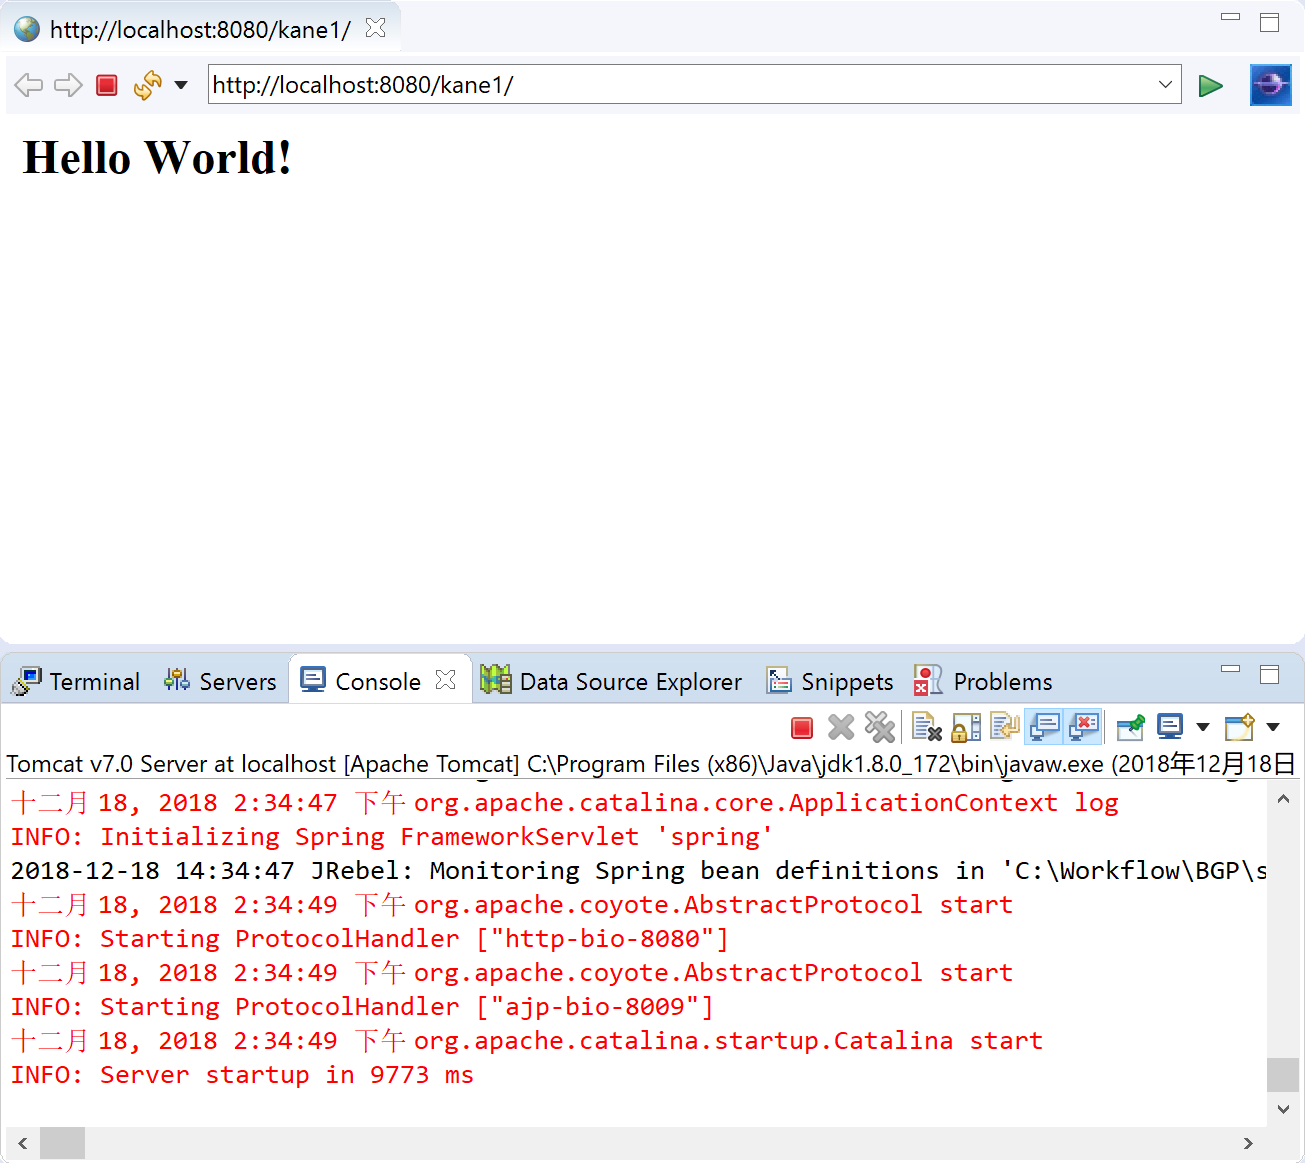 http://localhost:8080/kane1/
http://localhost:8080/kane1/
Hello World!
Terminal Servers Console Data Source Explorer Snippets Problems
Tomcat v7.0 Server at localhost [Apache Tomcat] C:\Program Files (x86)\Java\jdk1.8.0_172\bin\javaw.exe (2018年12月18日
十二月 18, 2018 2:34:47 下午 org.apache.catalina.core.ApplicationContext log
INFO: Initializing Spring FrameworkServlet 'spring'
2018-12-18 14:34:47 JRebel: Monitoring Spring bean definitions in 'C:\Workflow\BGP\s
十二月 18, 2018 2:34:49 下午 org.apache.coyote.AbstractProtocol start
INFO: Starting ProtocolHandler ["http-bio-8080"]
十二月 18, 2018 2:34:49 下午 org.apache.coyote.AbstractProtocol start
INFO: Starting ProtocolHandler ["ajp-bio-8009"]
十二月 18, 2018 2:34:49 下午 org.apache.catalina.startup.Catalina start
INFO: Server startup in 9773 ms